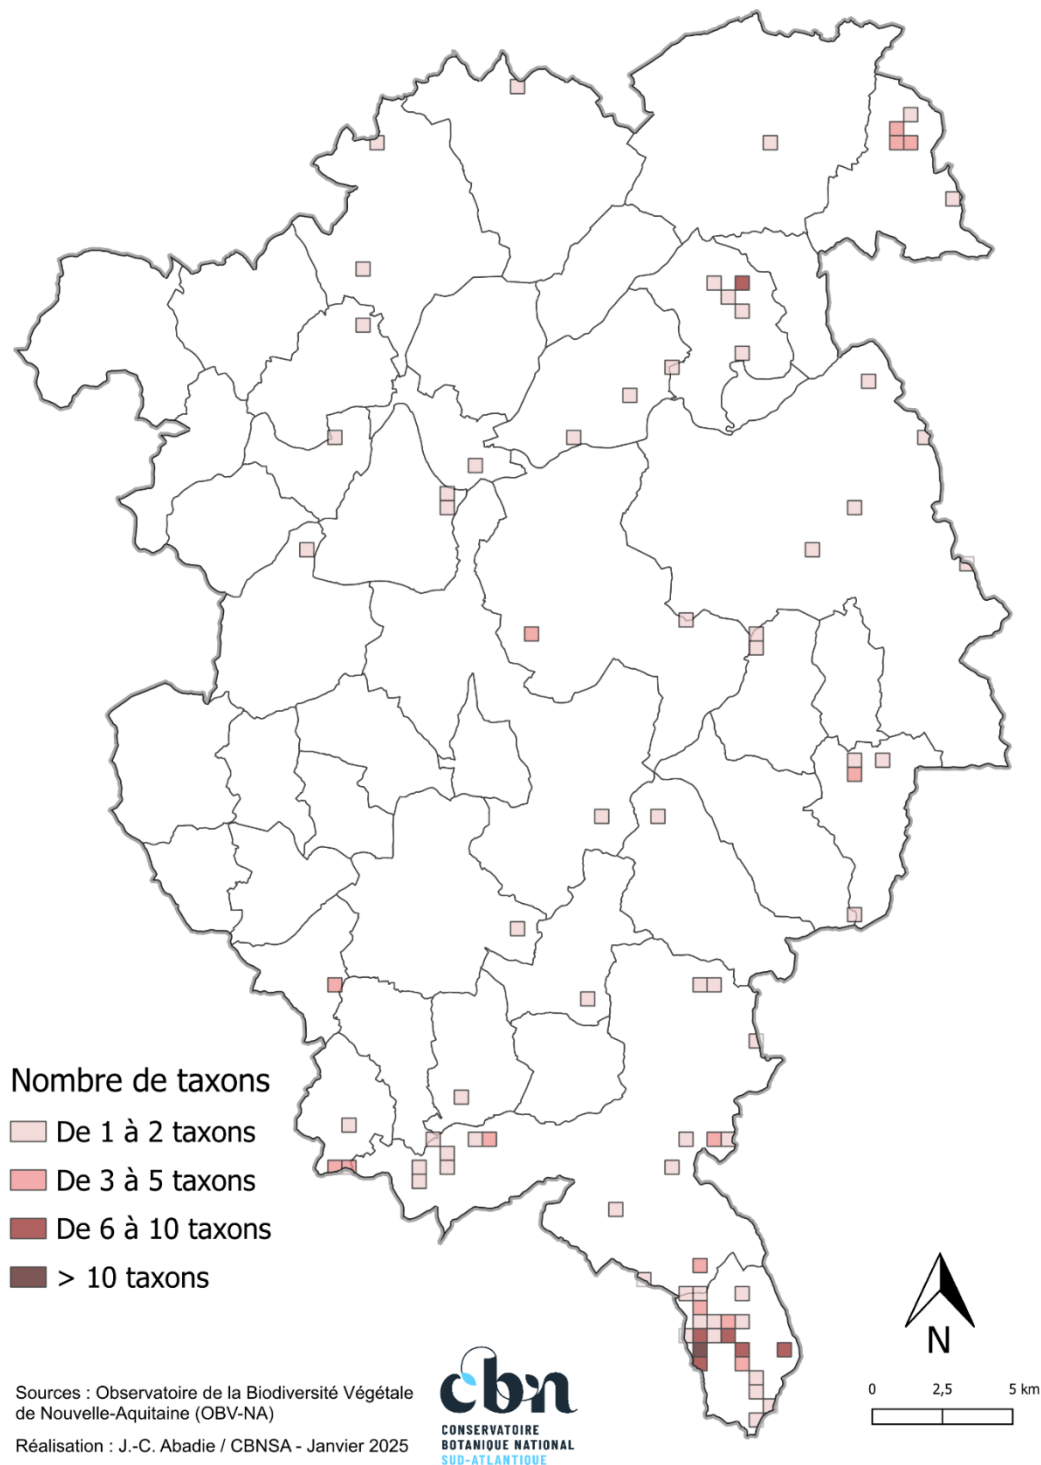 Nombre de taxons
De 1 à 2 taxons
De 3 à 5 taxons
De 6 à 10 taxons
> 10 taxons
N
0 2,5 5 km
Sources : Observatoire de la Biodiversité Végétale
de Nouvelle-Aquitaine (OBV-NA)
Réalisation : J.-C. Abadie / CBNSA - Janvier 2025
cbn
CONSERVATOIRE
BOTANIQUE NATIONAL
SUD-ATLANTIQUE